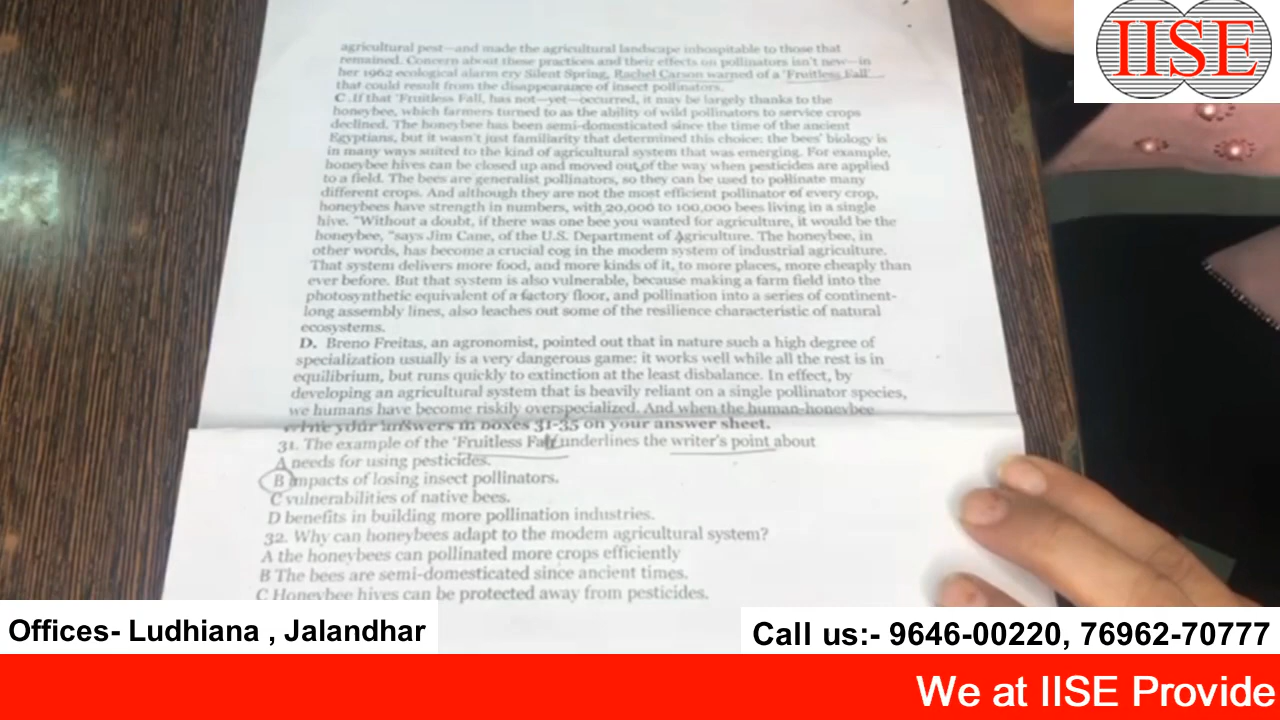 IISE
agricultural pest—and made the agricultural landscape inhospitable to those that
remained. Concern about these practices and their effects on pollinators isn't new—in
her 1962 ecological alarm cry Silent Spring, Rachel Carson warned of a 'Fruitless Fall'
that could result from the disappearance of insect pollinators.
C .If that 'Fruitless Fall, has not—yet—occurred, it may be largely thanks to the
honeybee, which farmers turned to as the ability of wild pollinators to service crops
declined. The honeybee has been semi-domesticated since the time of the ancient
Egyptians, but it wasn't just familiarity that determined this choice: the bees' biology is
in many ways suited to the kind of agricultural system that was emerging. For example,
honeybee hives can be closed up and moved out of the way when pesticides are applied
to a field. The bees are generalist pollinators, so they can be used to pollinate many
different crops. And although they are not the most efficient pollinator of every crop,
honeybees have strength in numbers, with 20,000 to 100,000 bees living in a single
hive. "Without a doubt, if there was one bee you wanted for agriculture, it would be the
honeybee, "says Jim Cane, of the U.S. Department of Agriculture. The honeybee, in
other words, has become a crucial cog in the modem system of industrial agriculture.
That system delivers more food, and more kinds of it, to more places, more cheaply than
ever before. But that system is also vulnerable, because making a farm field into the
photosynthetic equivalent of a factory floor, and pollination into a series of continent-
long assembly lines, also leaches out some of the resilience characteristic of natural
ecosystems.
D. Breno Freitas, an agronomist, pointed out that in nature such a high degree of
specialization usually is a very dangerous game: it works well while all the rest is in
equilibrium, but runs quickly to extinction at the least disbalance. In effect, by
developing an agricultural system that is heavily reliant on a single pollinator species,
we humans have become riskily overspecialized. And when the human-honeybee
write your answers in boxes 31-35 on your answer sheet.
31. The example of the 'Fruitless Fall' underlines the writer's point about
A needs for using pesticides.
B impacts of losing insect pollinators.
C vulnerabilities of native bees.
D benefits in building more pollination industries.
32. Why can honeybees adapt to the modem agricultural system?
A the honeybees can pollinated more crops efficiently
B The bees are semi-domesticated since ancient times.
C Honeybee hives can be protected away from pesticides.
Offices- Ludhiana , Jalandhar
Call us:- 9646-00220, 76962-70777
We at IISE Provide